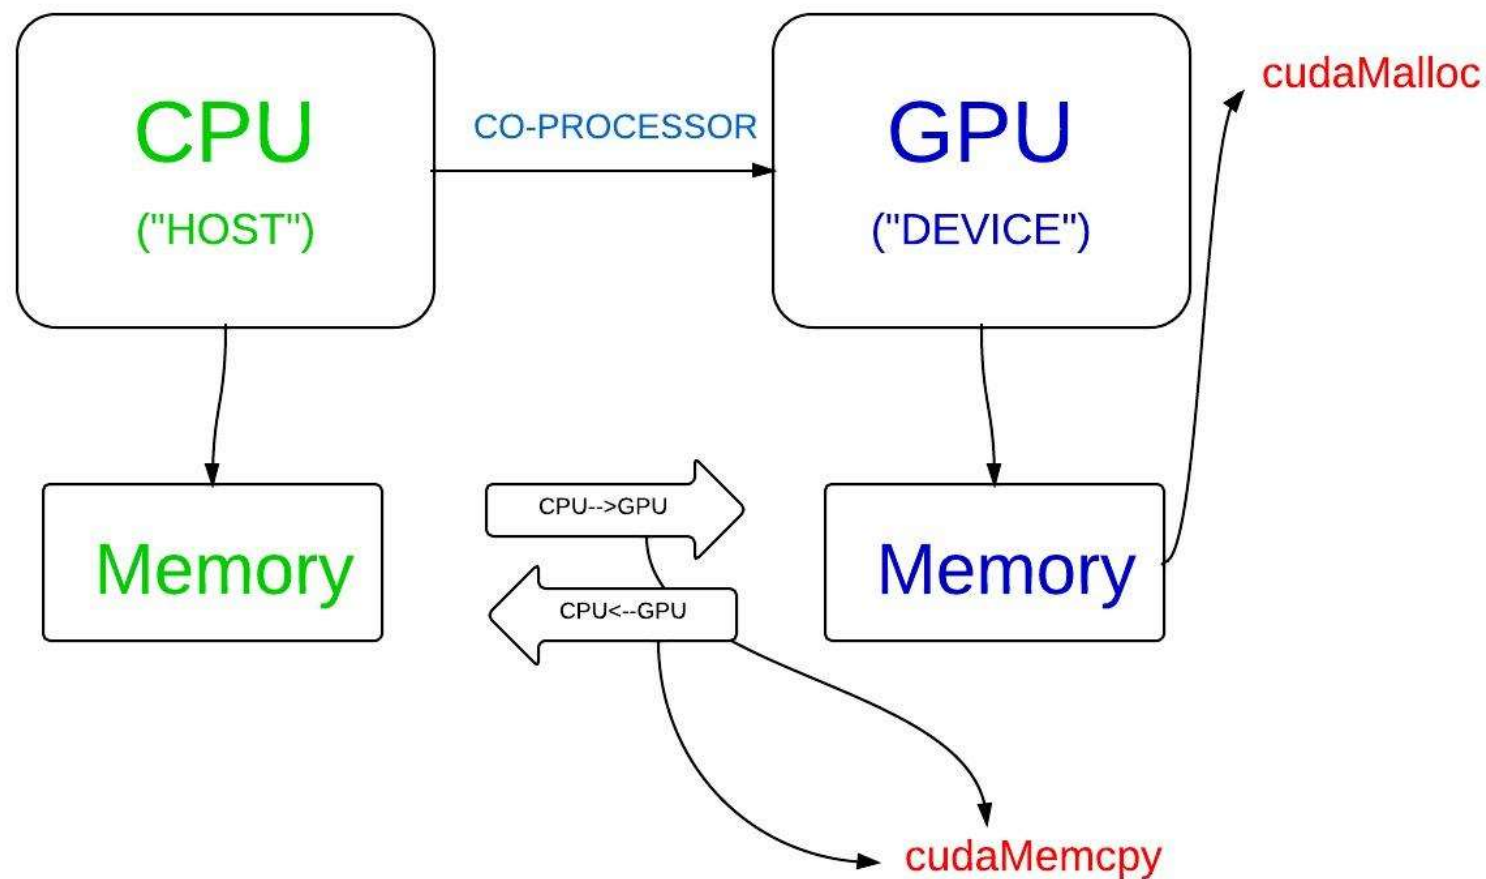 CPU
("HOST")
CO-PROCESSOR
GPU
("DEVICE")
cudaMalloc
Memory
CPU-->GPU
CPU<--GPU
Memory
cudaMemcpy